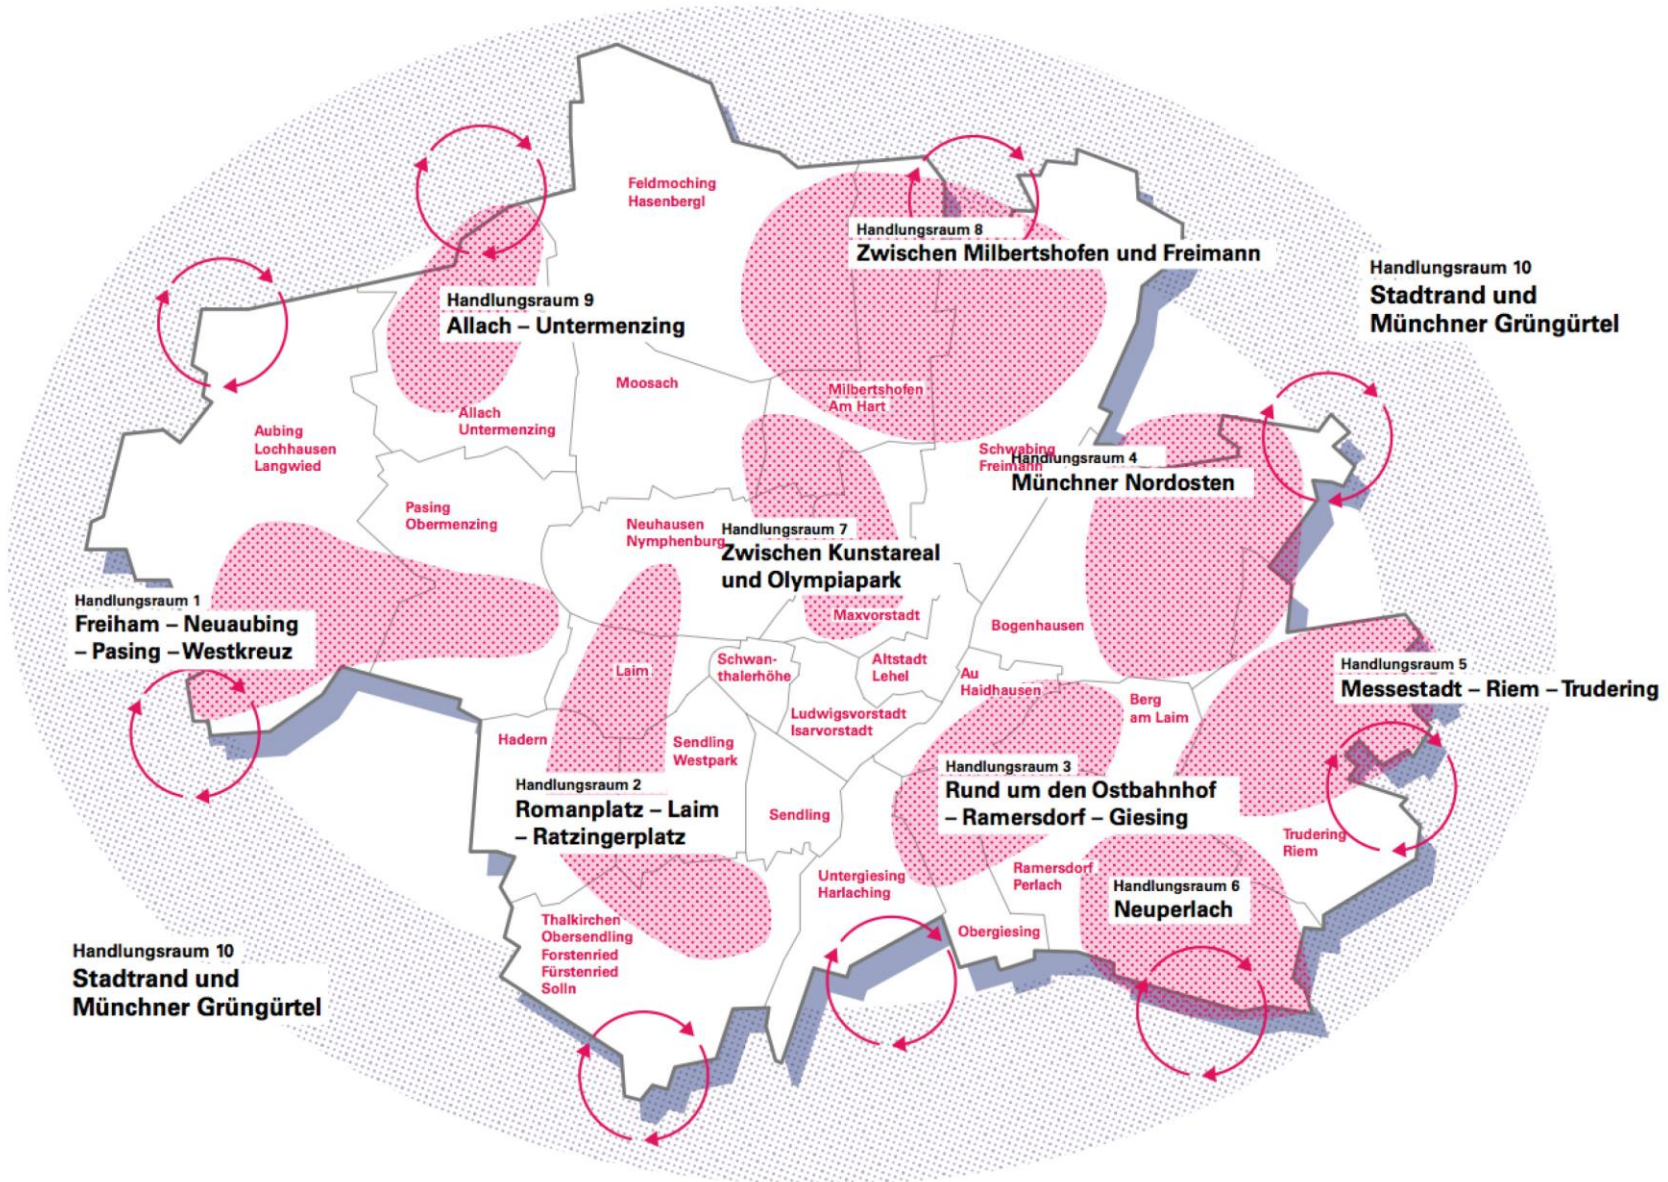 Feldmoching
Hasenbergl
Handlungsraum 8
Zwischen Milbertshofen und Freimann
Handlungsraum 10
Stadtrand und
Münchner Grüngürtel
Handlungsraum 9
Allach – Untermenzing
Moosach
Milbertshofen
Am Hart
Allach
Untermenzing
Aubing
Lochhausen
Langwied
Schwabing
Freimann
Handlungsraum 4
Münchner Nordosten
Pasing
Obermenzing
Neuhausen
Nymphenburg
Handlungsraum 7
Zwischen Kunstareal
und Olympiapark
Handlungsraum 1
Freiham – Neuaubing
– Pasing – Westkreuz
Maxvorstadt
Bogenhausen
Laim
Schwan-
thalerhöhe
Altstadt
Lehel
Au
Haidhausen
Handlungsraum 5
Messestadt – Riem – Trudering
Berg
am Laim
Ludwigsvorstadt
Isarvorstadt
Hadern
Sendling
Westpark
Handlungsraum 2
Romanplatz – Laim
– Ratzingerplatz
Handlungsraum 3
Rund um den Ostbahnhof
– Ramersdorf – Giesing
Sendling
Trudering
Riem
Untergiesing
Harlaching
Ramersdorf
Perlach
Handlungsraum 6
Neuperlach
Thalkirchen
Obersendling
Forstenried
Fürstenried
Solln
Obergiesing
Handlungsraum 10
Stadtrand und
Münchner Grüngürtel